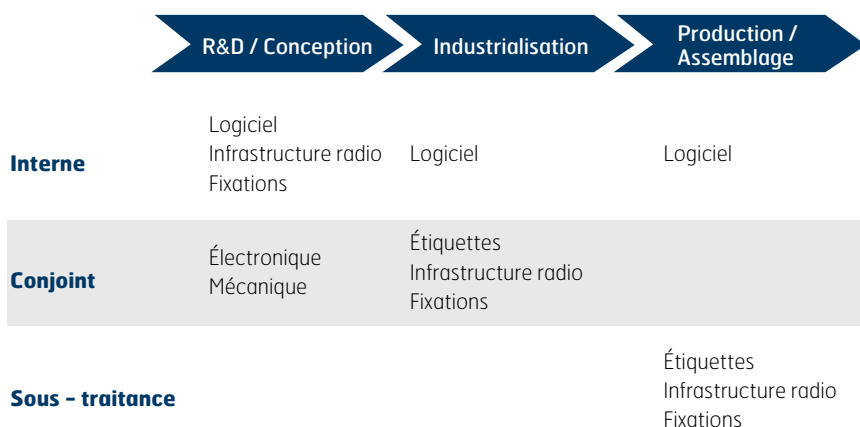 R&D / Conception
Industrialisation
Production /
Assemblage
Interne
Logiciel
Infrastructure radio
Fixations
Logiciel
Logiciel
Conjoint
Électronique
Mécanique
Étiquettes
Infrastructure radio
Fixations
Sous – traitance
Étiquettes
Infrastructure radio
Fixations